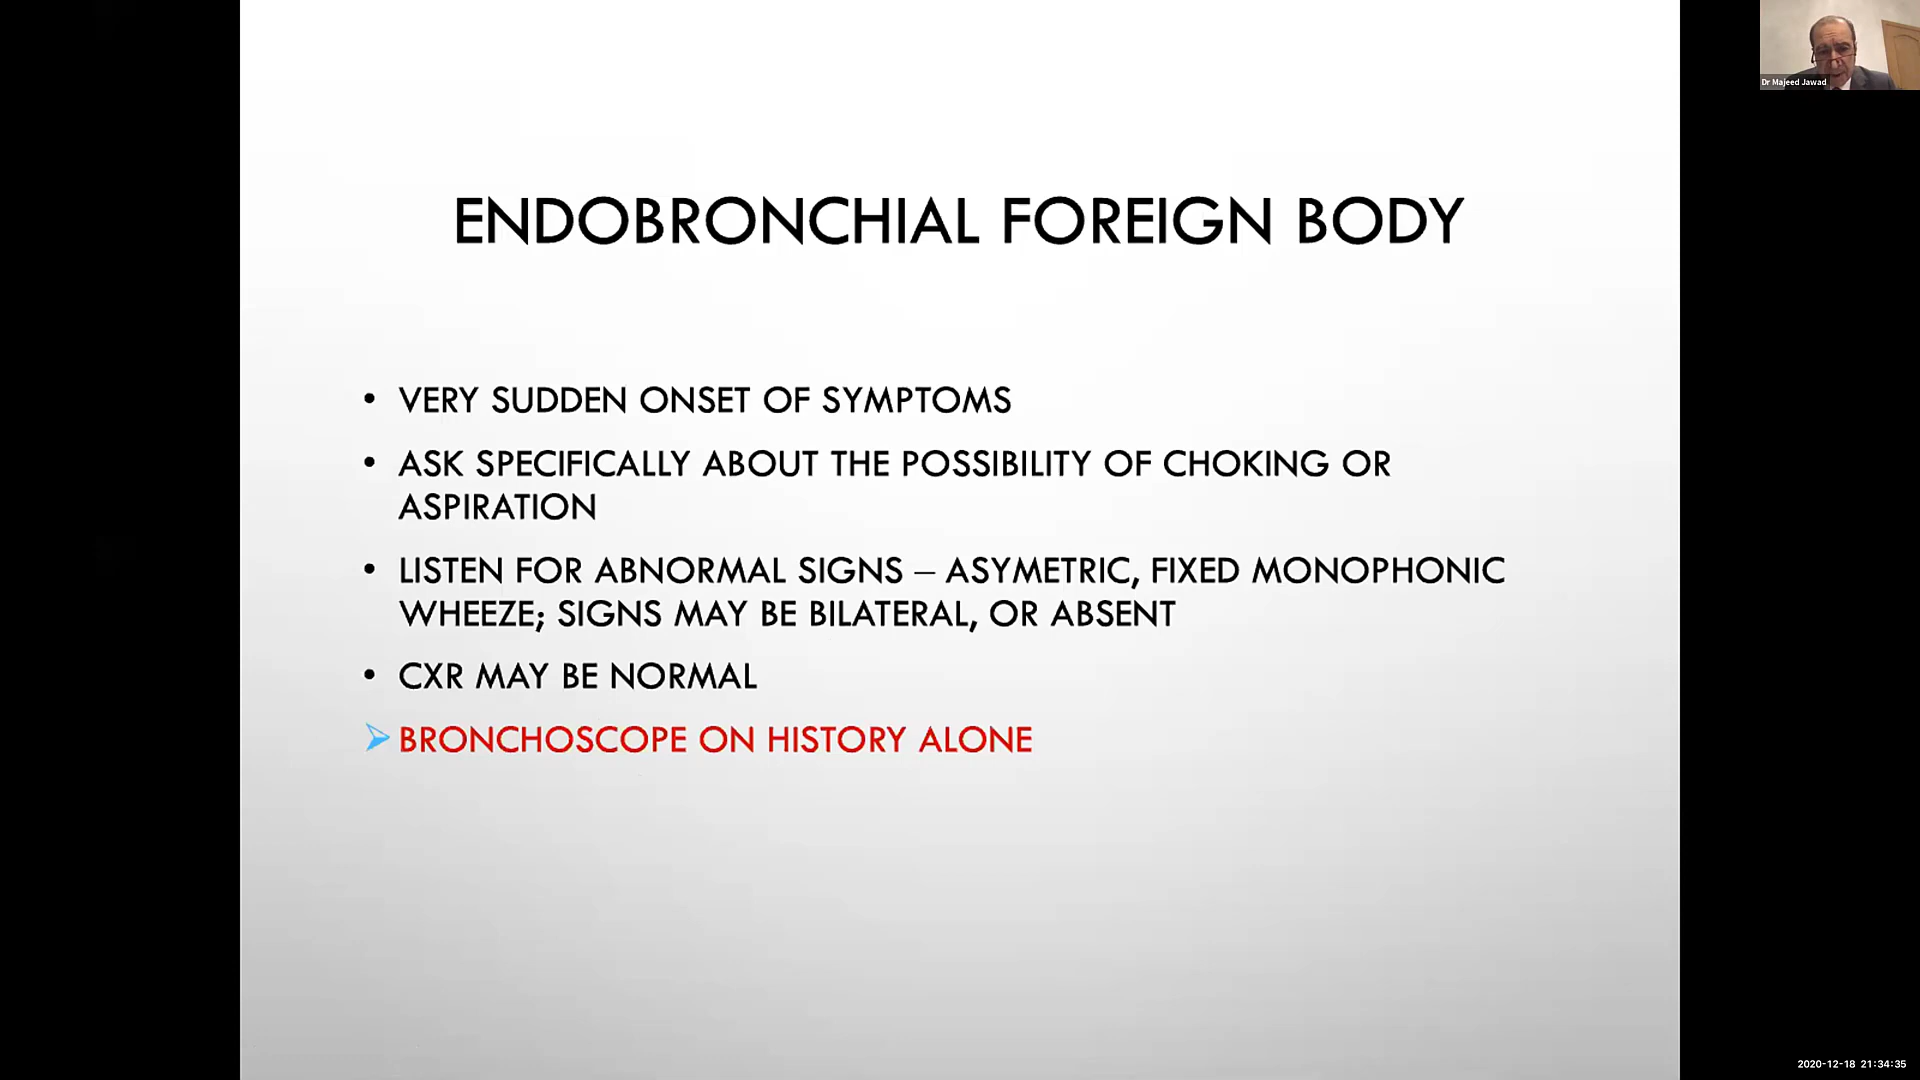 Dr Majeed Jawad
ENDOBRONCHIAL FOREIGN BODY
• VERY SUDDEN ONSET OF SYMPTOMS
• ASK SPECIFICALLY ABOUT THE POSSIBILITY OF CHOKING OR
ASPIRATION
• LISTEN FOR ABNORMAL SIGNS – ASYMETRIC, FIXED MONOPHONIC
WHEEZE; SIGNS MAY BE BILATERAL, OR ABSENT
• CXR MAY BE NORMAL
➢ BRONCHOSCOPE ON HISTORY ALONE
2020-12-18 21:34:35